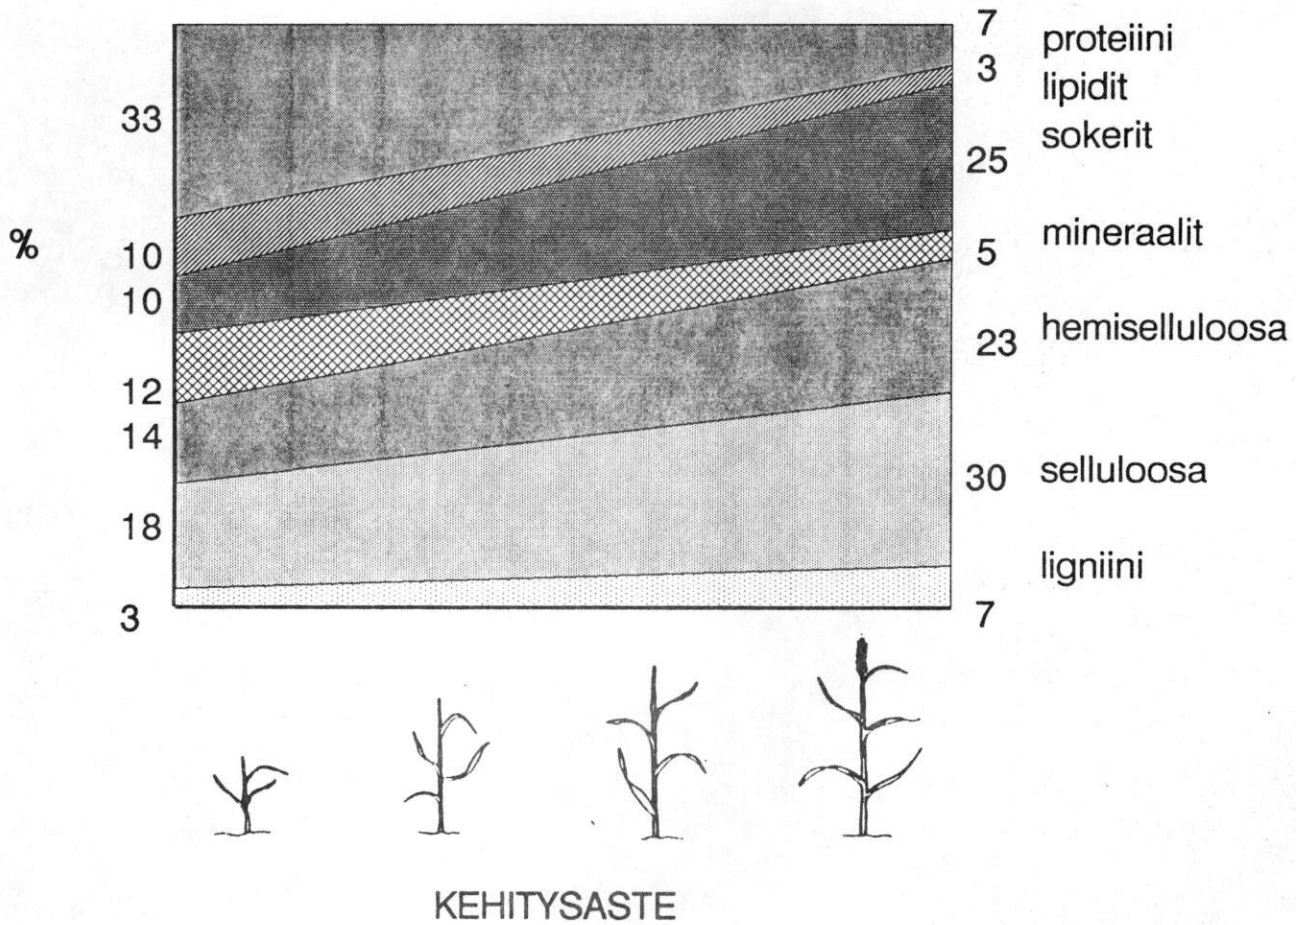 7
proteiini
3
lipidit
33
sokerit
25
%
mineraalit
10
5
10
hemiselluloosa
23
12
14
selluloosa
30
18
ligniini
3
7
KEHITYSASTE